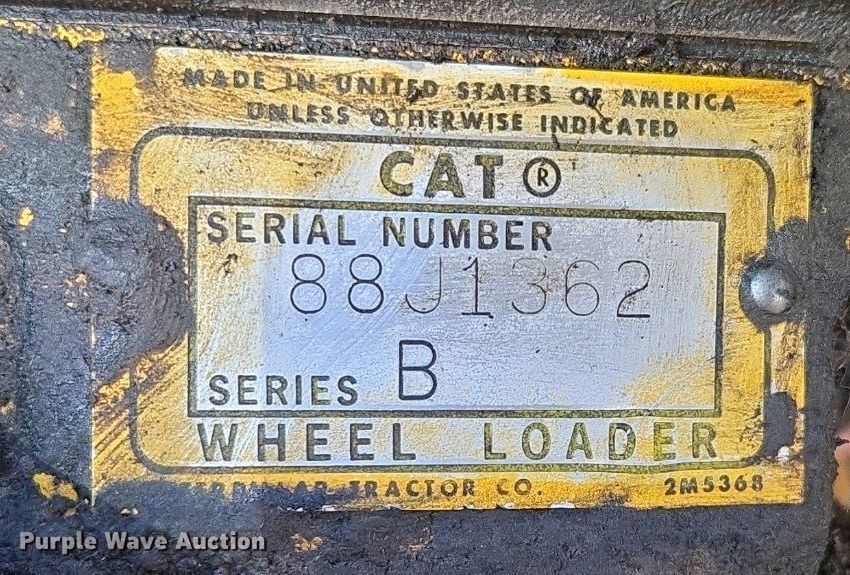 MADE IN UNITED STATES OF AMERICA
UNLESS OTHERWISE INDICATED
CAT ®
SERIAL NUMBER
88J1362
SERIES B
WHEEL LOADER
TRACTOR CO. 2M5368
Purple Wave Auction